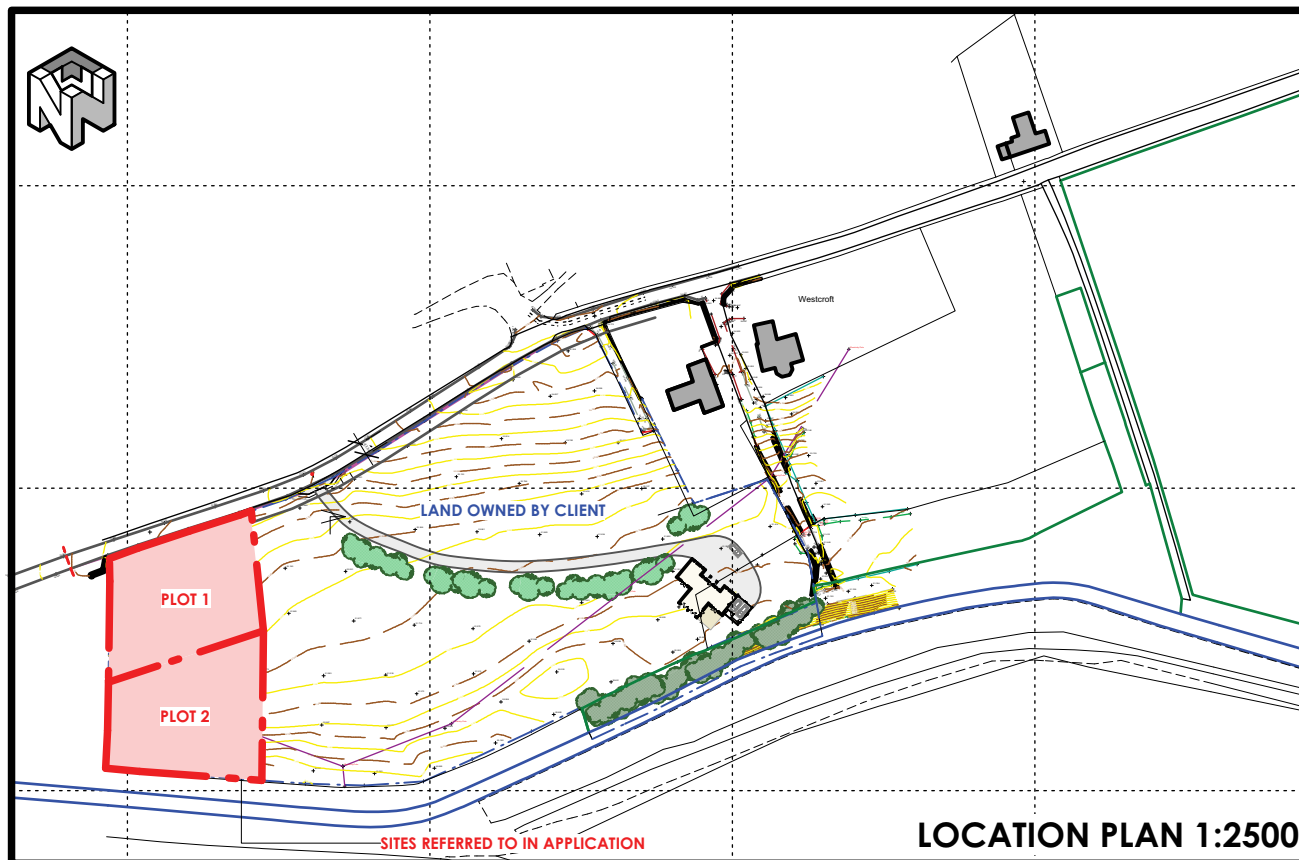 Westcroft
LAND OWNED BY CLIENT
PLOT 1
PLOT 2
SITES REFERRED TO IN APPLICATION
LOCATION PLAN 1:2500